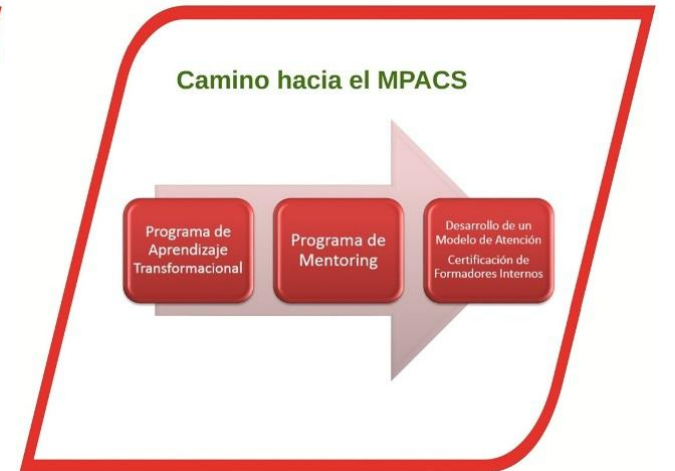 Camino hacia el MPACS
Programa de
Aprendizaje
Transformacional
Programa de
Mentoring
Desarrollo de un
Modelo de Atención
Certificación de
Formadores Internos